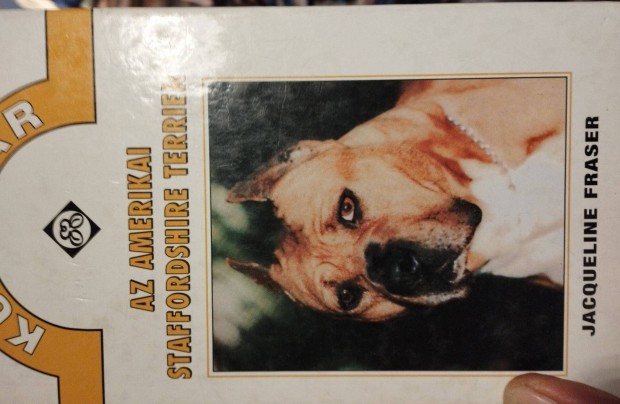 AZ AMERIKAI
STAFFORDSHIRE TERRIER
JACQUELINE FRASER